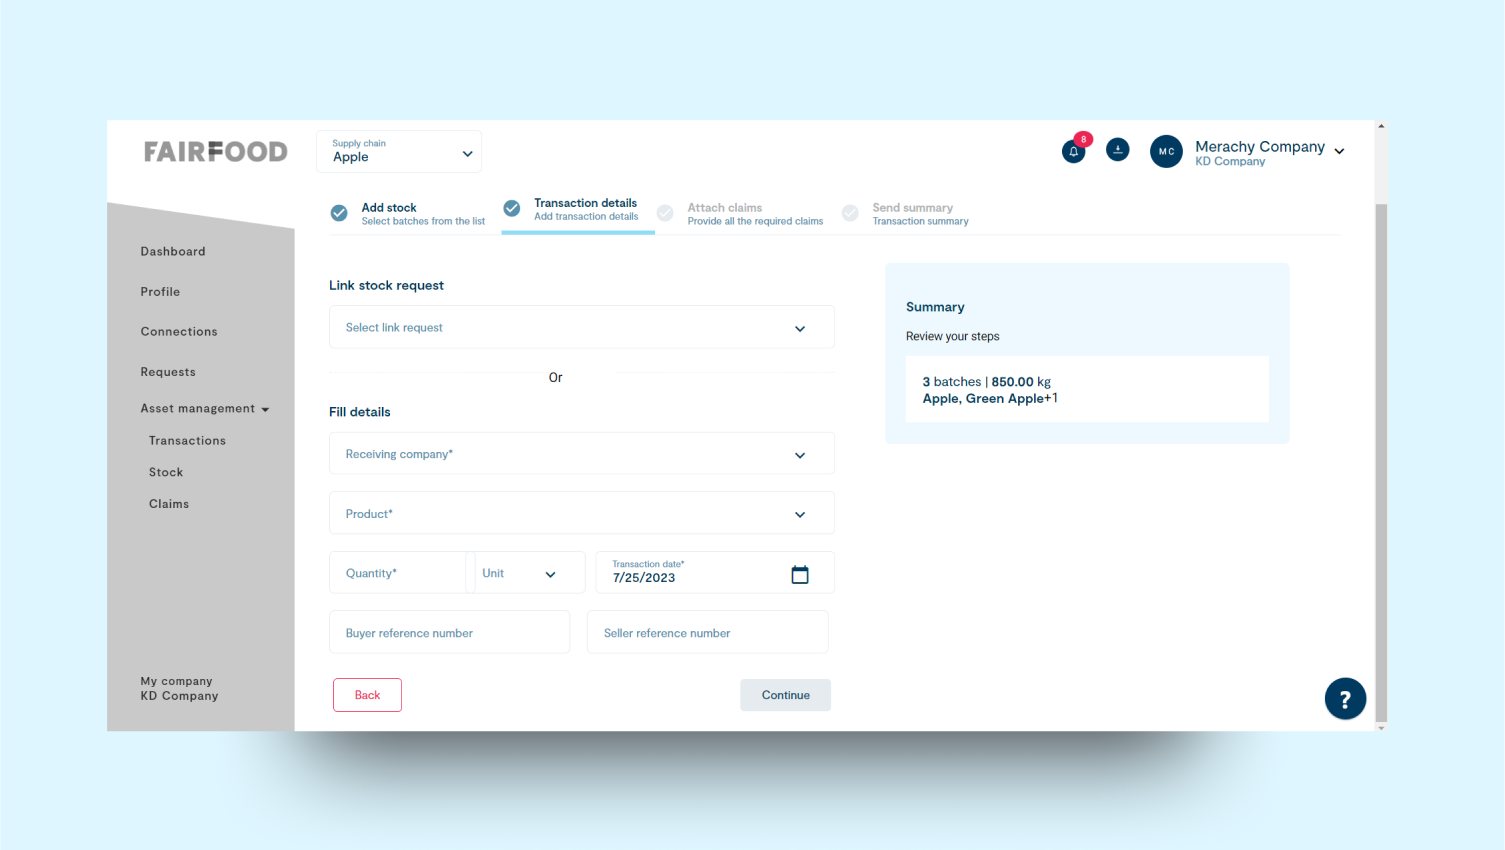 FAIRFOOD
Supply chain
Apple
8
MC
Merachy Company
KD Company
Add stock
Select batches from the list
Transaction details
Add transaction details
Attach claims
Provide all the required claims
Send summary
Transaction summary
Dashboard
Profile
Connections
Requests
Asset management
Transactions
Stock
Claims
My company
KD Company
Link stock request
Select link request
Or
Fill details
Receiving company*
Product*
Quantity*
Unit
Transaction date*
7/25/2023
Buyer reference number
Seller reference number
Back
Continue
Summary
Review your steps
3 batches | 850.00 kg
Apple, Green Apple+1
?